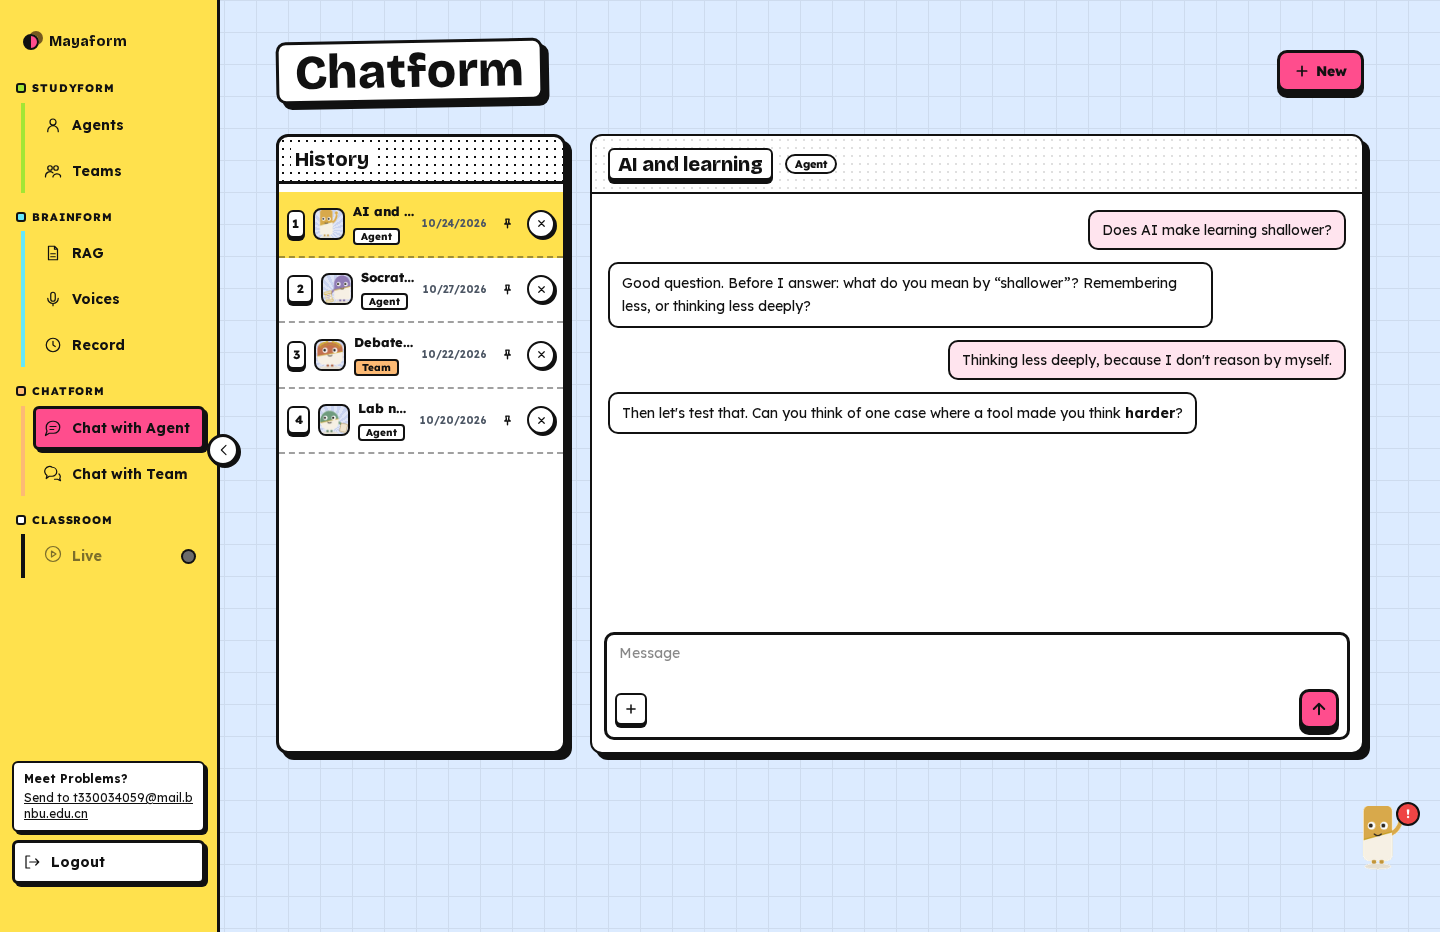 Mayaform
STUDYFORM
Agents
Teams
BRAINFORM
RAG
Voices
Record
CHATFORM
Chat with Agent
Chat with Team
CLASSROOM
Live
Meet Problems?
Send to t330034059@mail.b
nbu.edu.cn
Logout
Chatform
New
History
1
AI and ...
Agent
10/24/2026
2
Socrat...
Agent
10/27/2026
3
Debate...
Team
10/22/2026
4
Lab n...
Agent
10/20/2026
AI and learning
Agent
Does AI make learning shallower?
Good question. Before I answer: what do you mean by “shallower”? Remembering
less, or thinking less deeply?
Thinking less deeply, because I don't reason by myself.
Then let's test that. Can you think of one case where a tool made you think harder?
Message
!